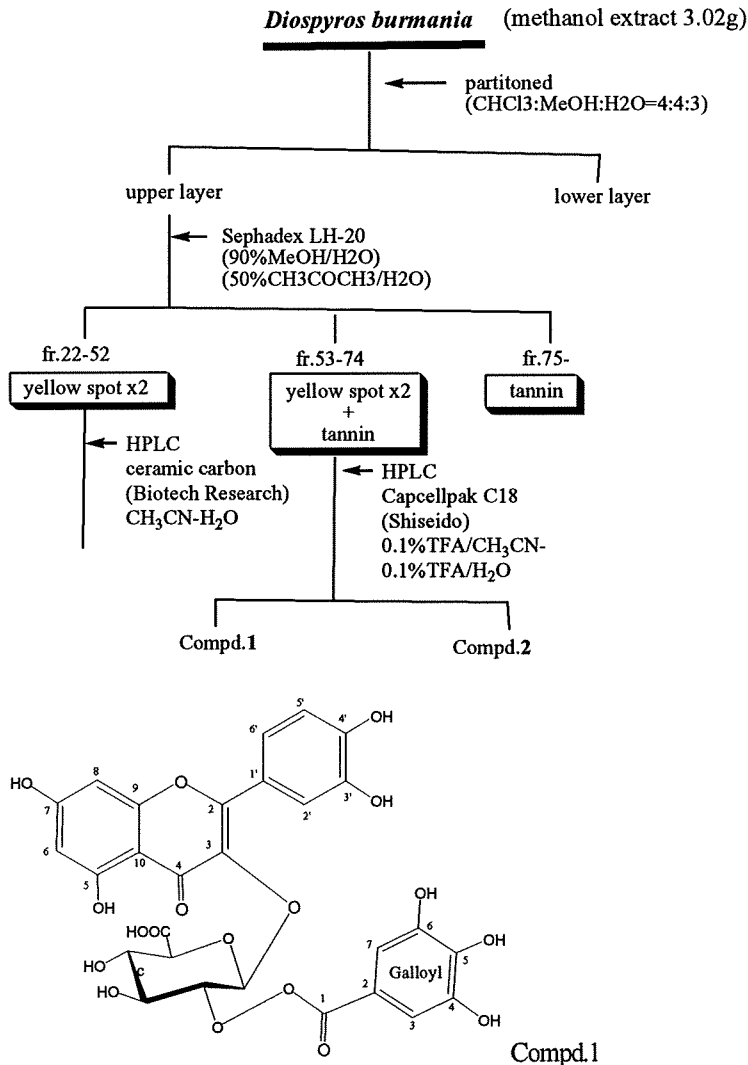 Diospyros burmania (methanol extract 3.02g)
partitoned
(CHCl3:MeOH:H2O=4:4:3)
upper layer
lower layer
Sephadex LH-20
(90%MeOH/H2O)
(50%CH3COCH3/H2O)
fr.22-52
yellow spot x2
fr.53-74
yellow spot x2
+
tannin
fr.75-
tannin
HPLC
ceramic carbon
(Biotech Research)
CH3CN-H2O
HPLC
Capcellpak C18
(Shiseido)
0.1%TFA/CH3CN-
0.1%TFA/H2O
Compd.1
Compd.2
5'
OH
6'
4'
HO
8
O
1'
3'
OH
7
9
2
2'
6
10
4
3
5
OH
O
O
OH
HOOC
O
6
7
OH
HO
C
Galloyl
5
HO
O
1
2
4
O
3
OH
O
Compd.1